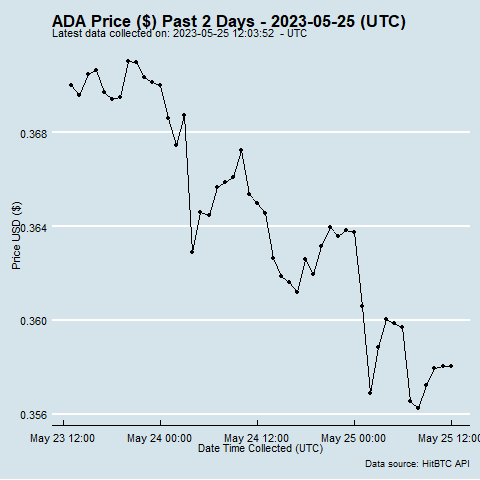 ADA Price ($) Past 2 Days - 2023-05-25 (UTC)
Latest data collected on: 2023-05-25 12:03:52 - UTC
Price USD ($)
0.368
0.364
0.360
0.356
May 23 12:00 May 24 00:00 May 24 12:00 May 25 00:00 May 25 12:00
Date Time Collected (UTC)
Data source: HitBTC API